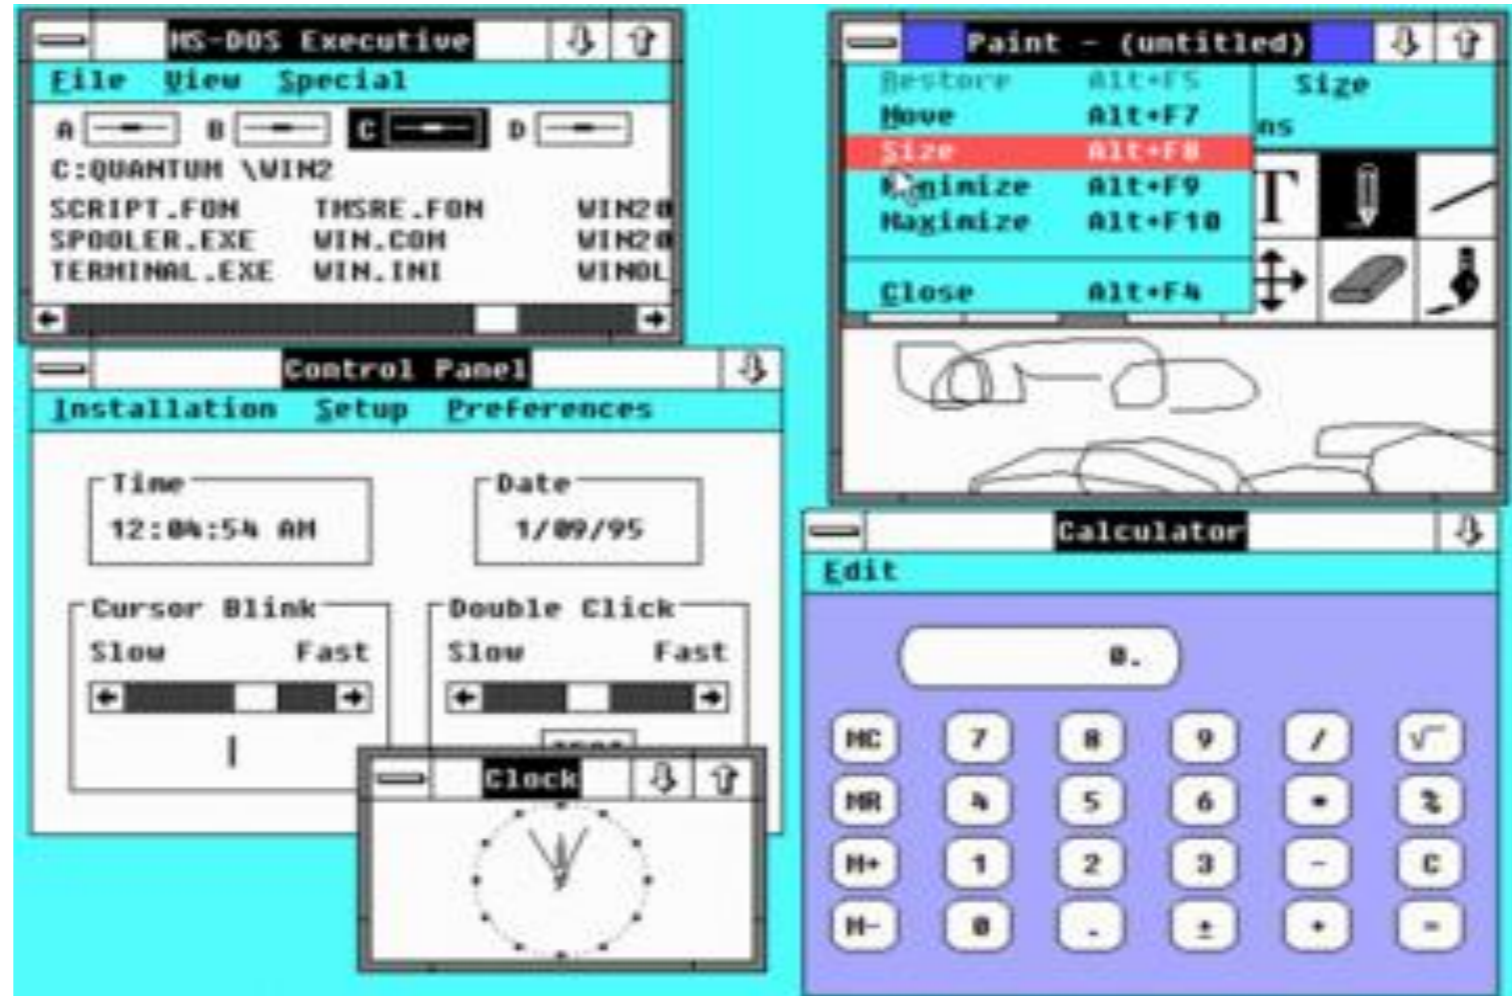 MS-DOS Executive
File View Special
A B C D
C:QUANTUM \WIN2
SCRIPT.FON TMSRE.FON WIN20
SPOOLER.EXE WIN.COM WIN20
TERMINAL.EXE WIN.INI WINOL
Control Panel
Installation Setup Preferences
Time Date
12:04:54 AM 1/09/95
Cursor Blink Double Click
Slow Fast Slow Fast
Clock
Paint - (untitled)
Restore Alt+F5
Size
Move Alt+F7
ns
Size Alt+F8
Minimize Alt+F9
Maximize Alt+F10
Close Alt+F4
T
Calculator
Edit
0.
MC 7 8 9 / √
MR 4 5 6 * %
M+ 1 2 3 - C
M- 0 . ± + =